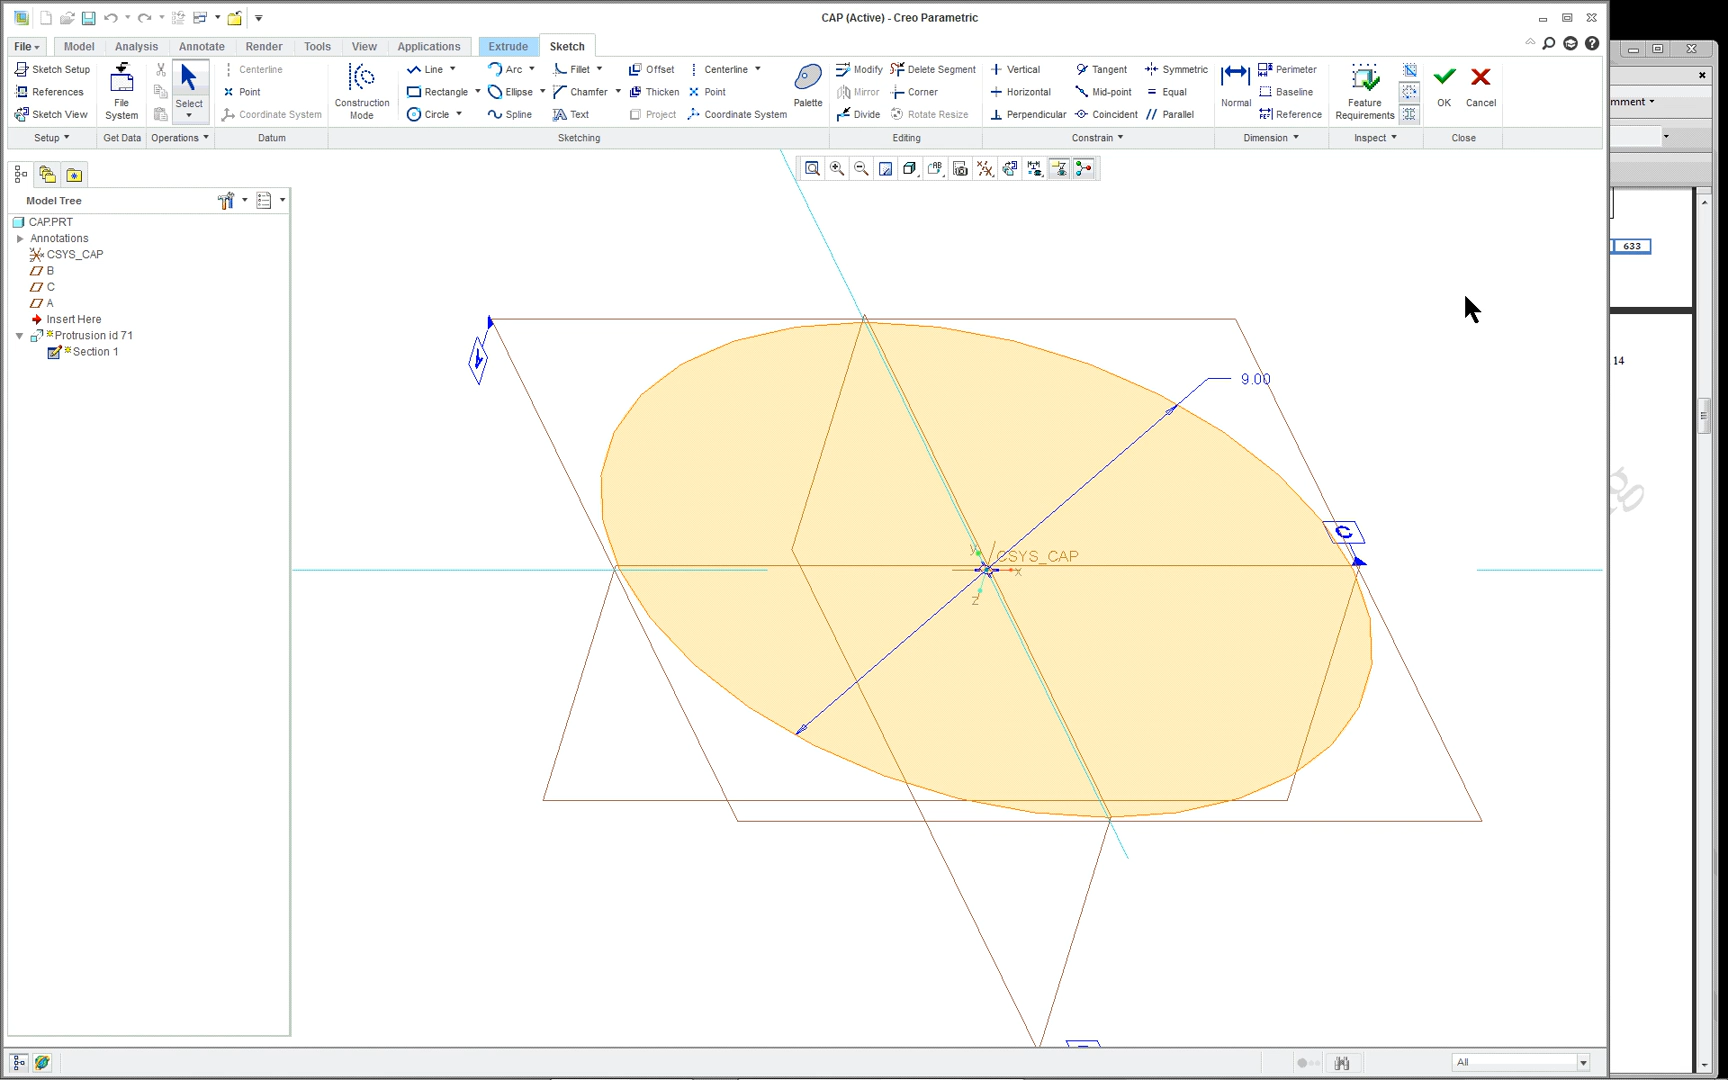 CAP (Active) - Creo Parametric
File Model Analysis Annotate Render Tools View Applications Extrude Sketch
Sketch Setup
References
Sketch View
File
System
Select
Centerline
Point
Coordinate System
Construction
Mode
Line Arc Fillet Offset Centerline
Rectangle Ellipse Chamfer Thicken Point
Circle Spline Text Project Coordinate System
Palette
Modify Delete Segment
Mirror Corner
Divide Rotate Resize
Vertical Tangent Symmetric
Horizontal Mid-point Equal
Perpendicular Coincident Parallel
Normal
Perimeter
Baseline
Reference
Feature
Requirements
OK
Cancel
Setup Get Data Operations Datum Sketching Editing Constrain Dimension Inspect Close
Model Tree
CAP.PRT
Annotations
CSYS_CAP
B
C
A
Insert Here
Protrusion id 71
Section 1
9.00
C
CSYS_CAP
y
x
z
All
mment
633
14
go